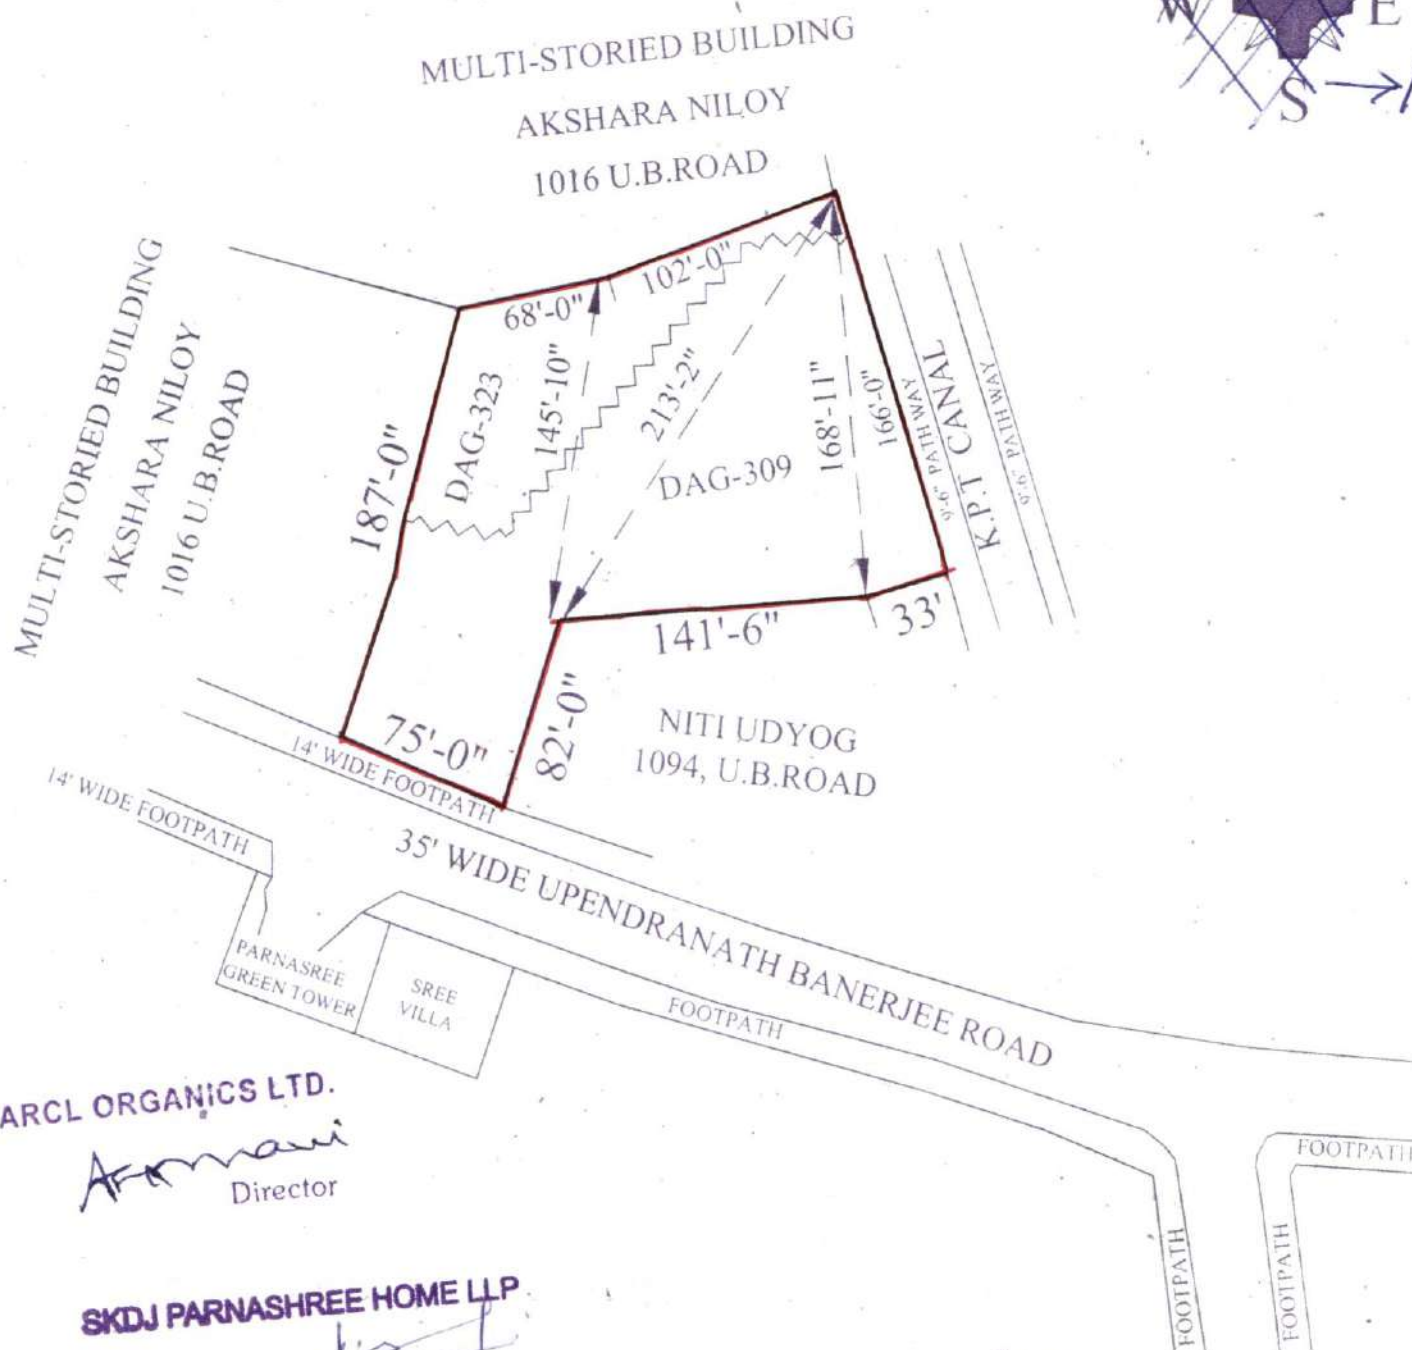 W
E
S
MULTI-STORIED BUILDING
AKSHARA NILOY
1016 U.B.ROAD
MULTI-STORIED BUILDING
AKSHARA NILOY
1016 U.B.ROAD
68'-0"
102'-0"
187'-0"
DAG-323
145'-10"
213'-2"
DAG-309
168'-11"
166'-0"
9'-6" PATH WAY
K.P.T CANAL
9'-6" PATH WAY
141'-6"
33'
75'-0"
82'-0"
NITI UDYOG
1094, U.B.ROAD
14' WIDE FOOTPATH
14' WIDE FOOTPATH
35' WIDE UPENDRANATH BANERJEE ROAD
PARNASREE
GREEN TOWER
SREE
VILLA
FOOTPATH
FOOTPATH
FOOTPATH
FOOTPATH
ARCL ORGANICS LTD.
Director
SKDJ PARNASHREE HOME LLP